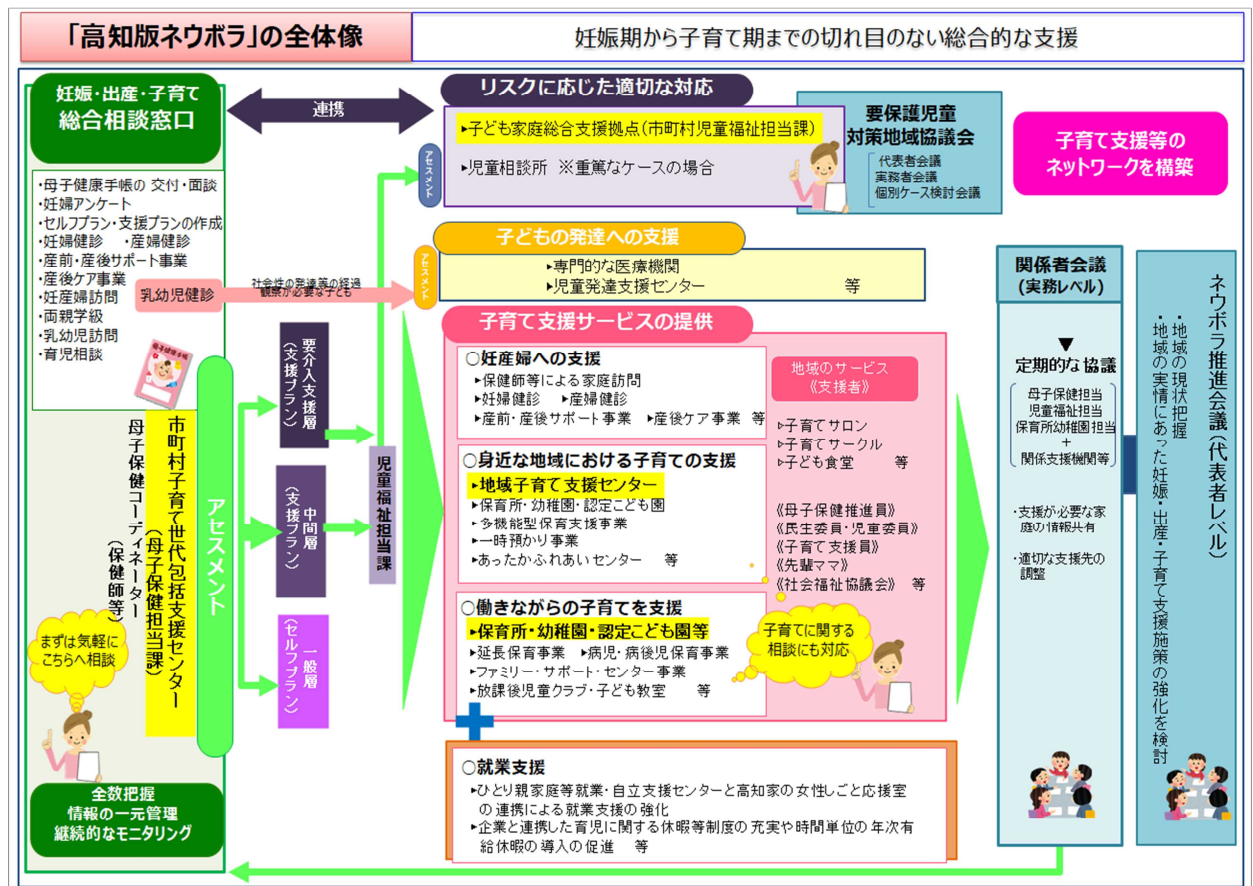 「高知版ネウボラ」の全体像
妊娠期から子育て期までの切れ目のない総合的な支援
妊娠・出産・子育て
総合相談窓口
・母子健康手帳の 交付・面談
・妊婦アンケート
・セルフプラン・支援プランの作成
・妊婦健診　・産婦健診
・産前・産後サポート事業
・産後ケア事業
・妊産婦訪問
・両親学級
・乳幼児訪問
・育児相談
乳幼児健診
母子健康手帳
市町村子育て世代包括支援センター
（母子保健担当課）
母子保健コーディネーター
（保健師等）
まずは気軽に
こちらへ相談
全数把握
情報の一元管理
継続的なモニタリング
アセスメント
連携
社会性の発達等の経過
観察が必要な子ども
要介入支援層
（支援プラン）
中間層
（支援プラン）
一般層
（セルフプラン）
児童福祉担当課
リスクに応じた適切な対応
アセスメント
▸子ども家庭総合支援拠点（市町村児童福祉担当課）
▸児童相談所 ※重篤なケースの場合
要保護児童
対策地域協議会
代表者会議
実務者会議
個別ケース検討会議
子育て支援等の
ネットワークを構築
子どもの発達への支援
アセスメント
▸専門的な医療機関
▸児童発達支援センター　等
子育て支援サービスの提供
○妊産婦への支援
▸保健師等による家庭訪問
▸妊婦健診　▸産婦健診
▸産前・産後サポート事業　▸産後ケア事業 等
○身近な地域における子育ての支援
▸地域子育て支援センター
▸保育所・幼稚園・認定こども園
▸多機能型保育支援事業
▸一時預かり事業
▸あったかふれあいセンター　等
○働きながらの子育てを支援
▸保育所・幼稚園・認定こども園等
▸延長保育事業　▸病児・病後児保育事業
▸ファミリー・サポート・センター事業
▸放課後児童クラブ・子ども教室　等
地域のサービス
《支援者》
▹子育てサロン
▹子育てサークル
▹子ども食堂　等
《母子保健推進員》
《民生委員・児童委員》
《子育て支援員》
《先輩ママ》
《社会福祉協議会》　等
子育てに関する
相談にも対応
○就業支援
▸ひとり親家庭等就業・自立支援センターと高知家の女性しごと応援室
の連携による就業支援の強化
▸企業と連携した育児に関する休暇等制度の充実や時間単位の年次有
給休暇の導入の促進　等
関係者会議
（実務レベル）
▼
定期的な協議
母子保健担当
児童福祉担当
保育所幼稚園担当
＋
関係支援機関等
・支援が必要な家
庭の情報共有
・適切な支援先の
調整
ネウボラ推進会議（代表者レベル）
・地域の現状把握
・地域の実情にあった妊娠・出産・子育て支援施策の強化を検討